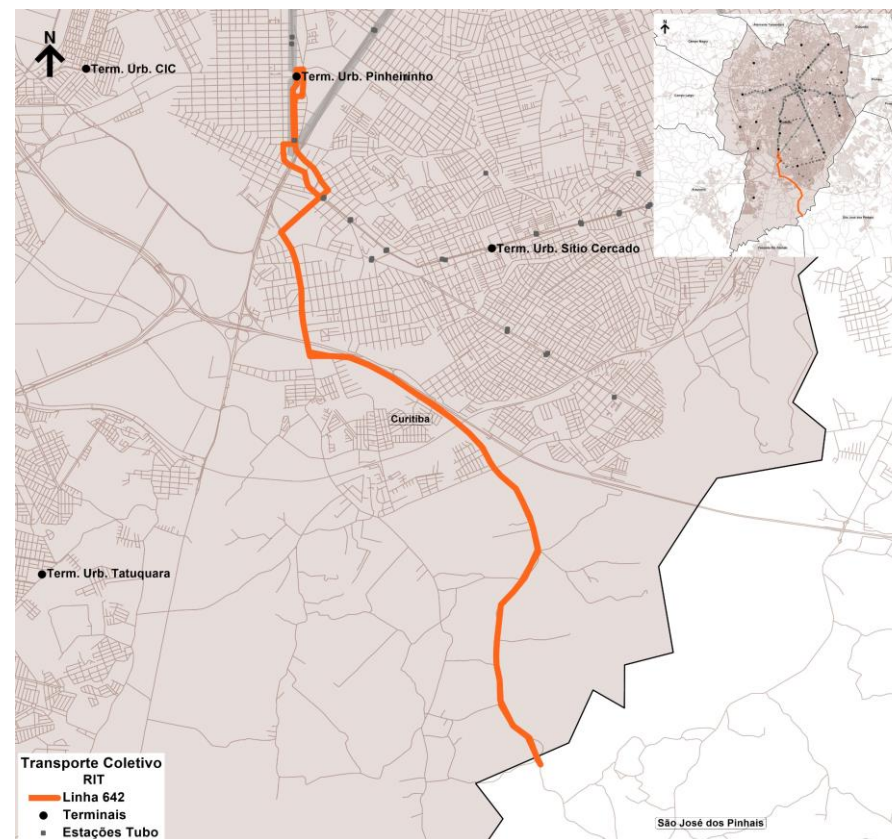 N
Term. Urb. CIC
Term. Urb. Pinheirinho
Term. Urb. Sítio Cercado
Curitiba
Term. Urb. Tatuquara
São José dos Pinhais
Transporte Coletivo
RIT
Linha 642
Terminais
Estações Tubo
N